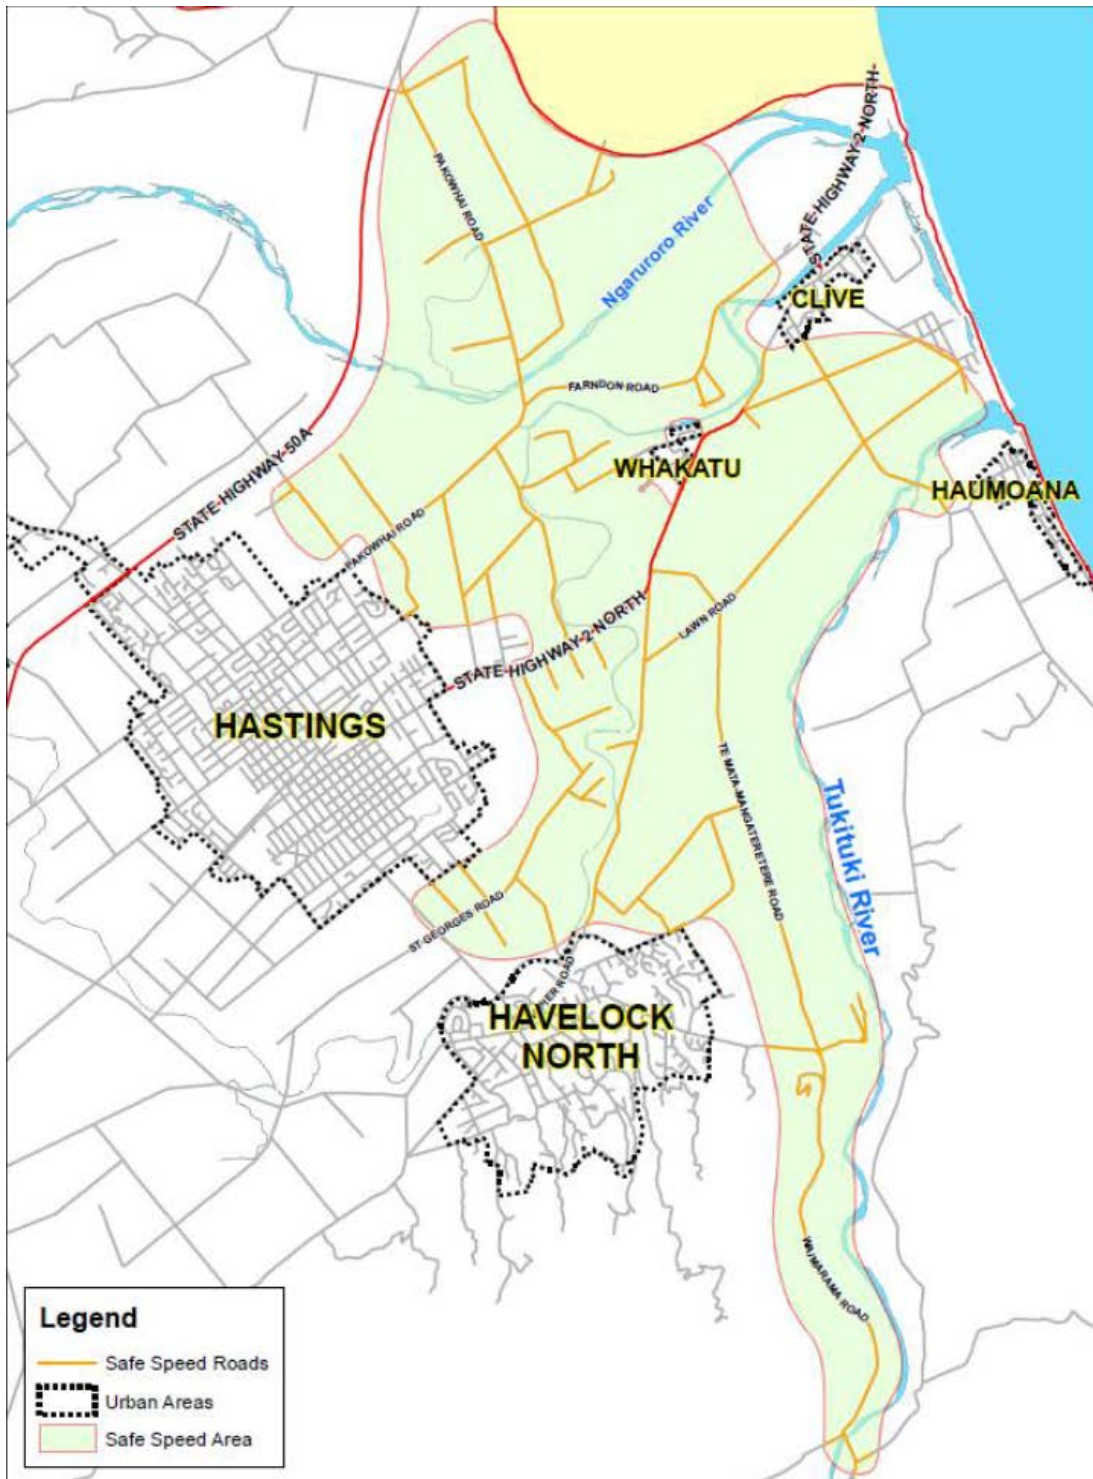 STATE HIGHWAY 2 NORTH
PAKOWHAI ROAD
Ngaruroro River
CLIVE
FARNDON ROAD
WHAKATU
HAUMOANA
STATE HIGHWAY 50A
PAKOWHAI ROAD
LAWN ROAD
STATE HIGHWAY 2 NORTH
HASTINGS
TE MATA-MANGATERETERE ROAD
Tukituki River
ST GEORGES ROAD
ROAD
HAVELOCK
NORTH
WAIMARAMA ROAD
Legend
Safe Speed Roads
Urban Areas
Safe Speed Area